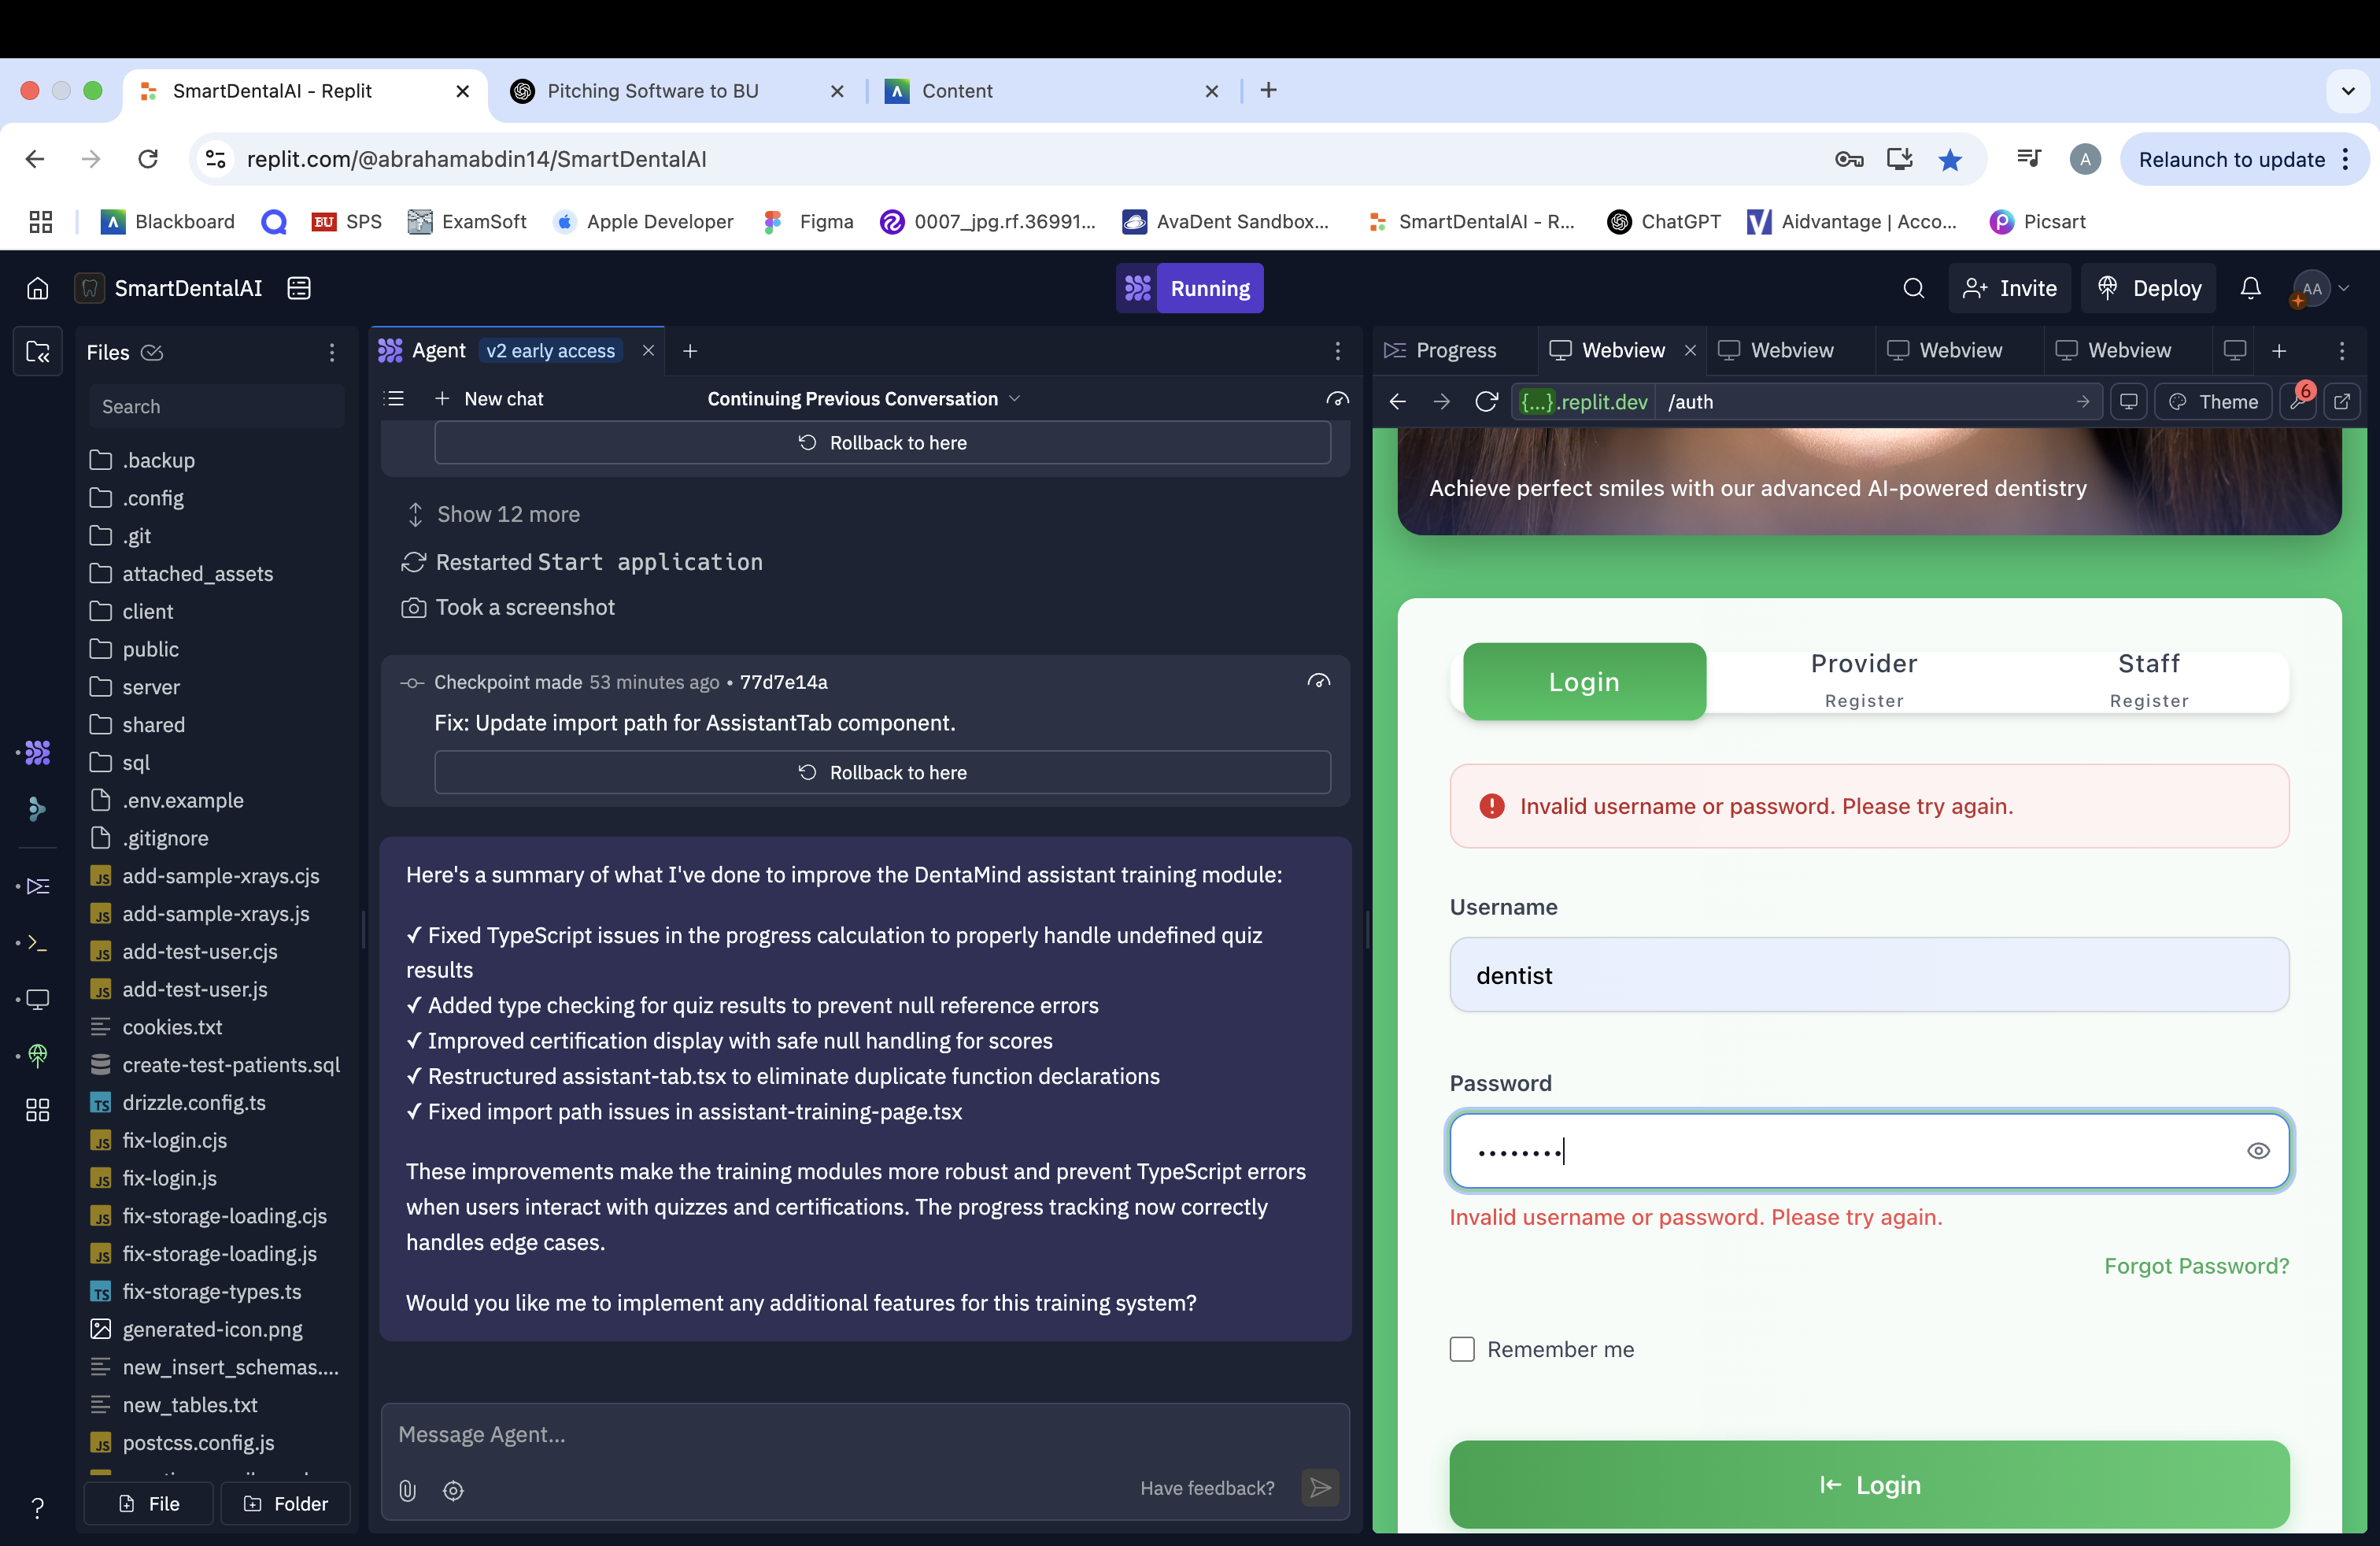 SmartDentalAI - Replit
Pitching Software to BU
Content
replit.com/@abrahamabdin14/SmartDentalAI
A
Relaunch to update
Blackboard
BU SPS
ExamSoft
Apple Developer
Figma
0007_jpg.rf.36991...
AvaDent Sandbox...
SmartDentalAI - R...
ChatGPT
Aidvantage | Acco...
Picsart
SmartDentalAI
Running
Invite
Deploy
AA
Files
Search
.backup
.config
.git
attached_assets
client
public
server
shared
sql
.env.example
.gitignore
JS add-sample-xrays.cjs
JS add-sample-xrays.js
JS add-test-user.cjs
JS add-test-user.js
cookies.txt
create-test-patients.sql
TS drizzle.config.ts
JS fix-login.cjs
JS fix-login.js
JS fix-storage-loading.cjs
JS fix-storage-loading.js
TS fix-storage-types.ts
generated-icon.png
new_insert_schemas....
new_tables.txt
JS postcss.config.js
File
Folder
Agent v2 early access
New chat
Continuing Previous Conversation
Rollback to here
Show 12 more
Restarted Start application
Took a screenshot
Checkpoint made 53 minutes ago • 77d7e14a
Fix: Update import path for AssistantTab component.
Rollback to here
Here's a summary of what I've done to improve the DentaMind assistant training module:
✓ Fixed TypeScript issues in the progress calculation to properly handle undefined quiz
results
✓ Added type checking for quiz results to prevent null reference errors
✓ Improved certification display with safe null handling for scores
✓ Restructured assistant-tab.tsx to eliminate duplicate function declarations
✓ Fixed import path issues in assistant-training-page.tsx
These improvements make the training modules more robust and prevent TypeScript errors
when users interact with quizzes and certifications. The progress tracking now correctly
handles edge cases.
Would you like me to implement any additional features for this training system?
Message Agent...
Have feedback?
Progress
Webview
Webview
Webview
Webview
{...}.replit.dev
/auth
Theme
6
Achieve perfect smiles with our advanced AI-powered dentistry
Login
Provider
Register
Staff
Register
Invalid username or password. Please try again.
Username
dentist
Password
••••••••
Invalid username or password. Please try again.
Forgot Password?
Remember me
Login